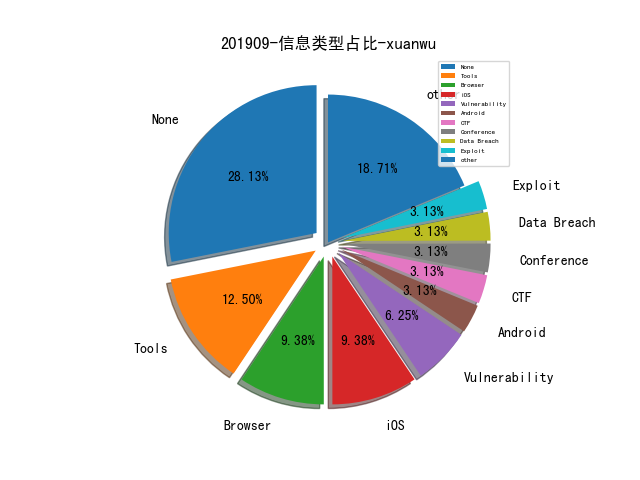 201909-信息类型占比-xuanwu
None
Tools
Browser
iOS
Vulnerability
Android
CTF
Conference
Data Breach
Exploit
other
None
28.13%
Tools
12.50%
Browser
9.38%
iOS
9.38%
Vulnerability
6.25%
Android
3.13%
CTF
3.13%
Conference
3.13%
Data Breach
3.13%
Exploit
3.13%
18.71%